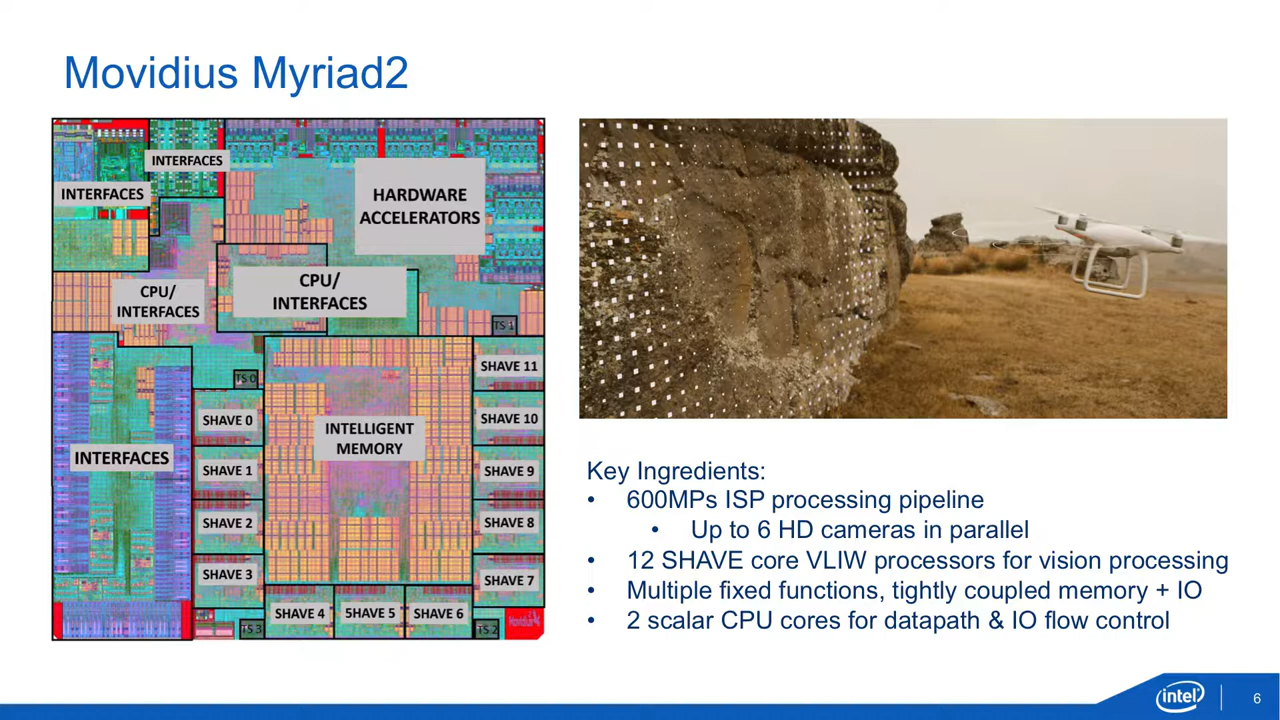 Movidius Myriad2
INTERFACES
INTERFACES
HARDWARE
ACCELERATORS
CPU/
INTERFACES
CPU/
INTERFACES
TS 1
TS 0
SHAVE 11
SHAVE 0
SHAVE 10
INTELLIGENT
MEMORY
INTERFACES
SHAVE 1
SHAVE 9
SHAVE 2
SHAVE 8
SHAVE 3
SHAVE 7
SHAVE 4
SHAVE 5
SHAVE 6
TS 3
TS 2
Movidius
Key Ingredients:
• 600MPs ISP processing pipeline
• Up to 6 HD cameras in parallel
• 12 SHAVE core VLIW processors for vision processing
• Multiple fixed functions, tightly coupled memory + IO
• 2 scalar CPU cores for datapath & IO flow control
intel
6